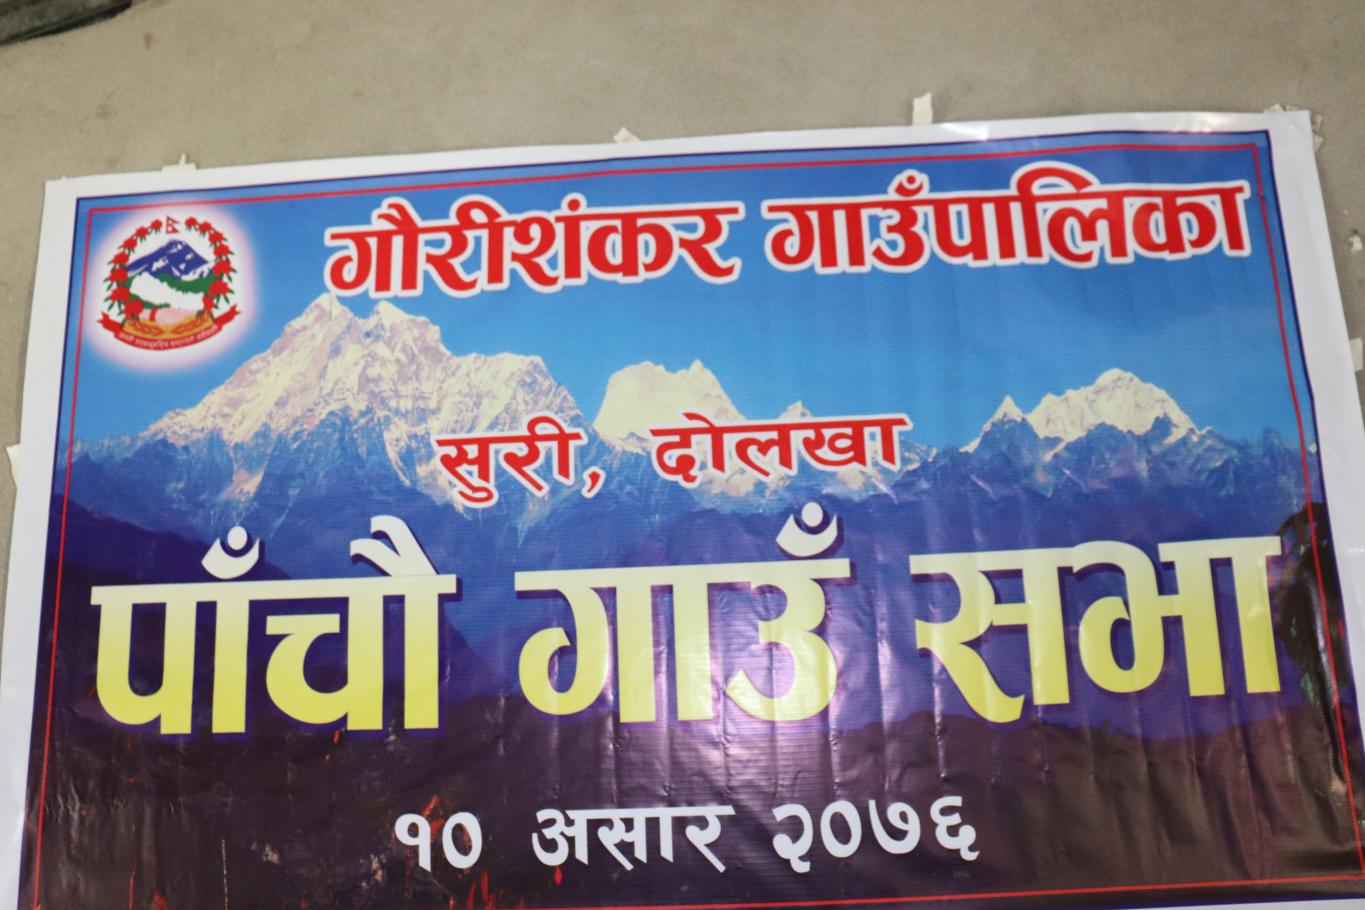 गौरीशंकर गाउँपालिका
सुरी, दोलखा
पाँचौ गाउँ सभा
१० असार २०७६